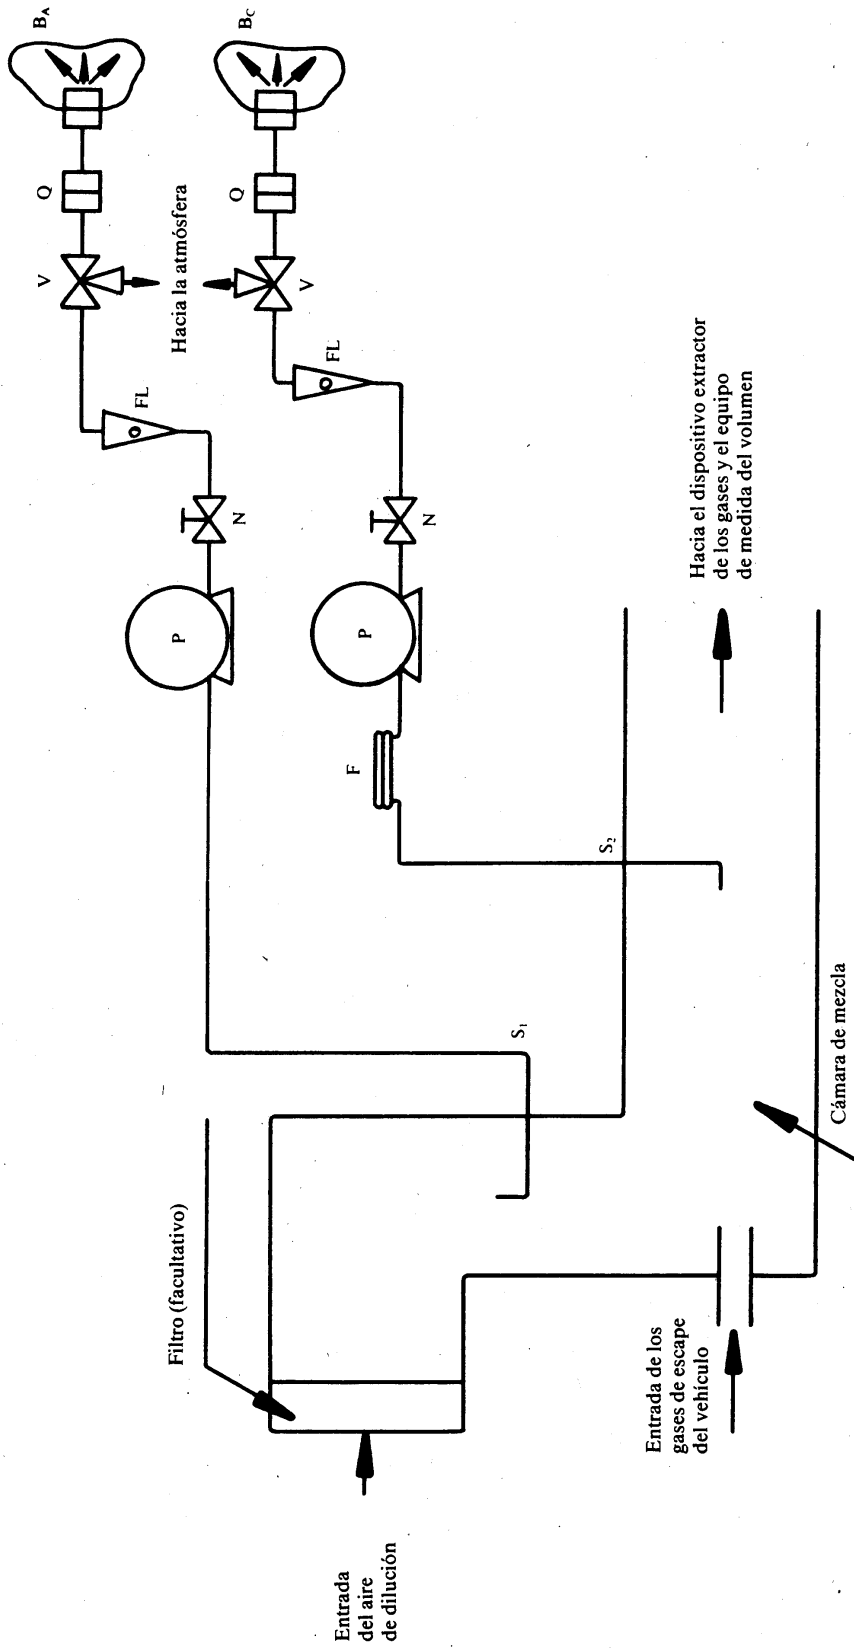 B_A
B_C
Q
Q
V
V
Hacia la atmósfera
FL
FL
N
N
P
P
F
S₂
S₁
Hacia el dispositivo extractor
de los gases y el equipo
de medida del volumen
Filtro (facultativo)
Cámara de mezcla
Entrada de los
gases de escape
del vehículo
Entrada
del aire
de dilución